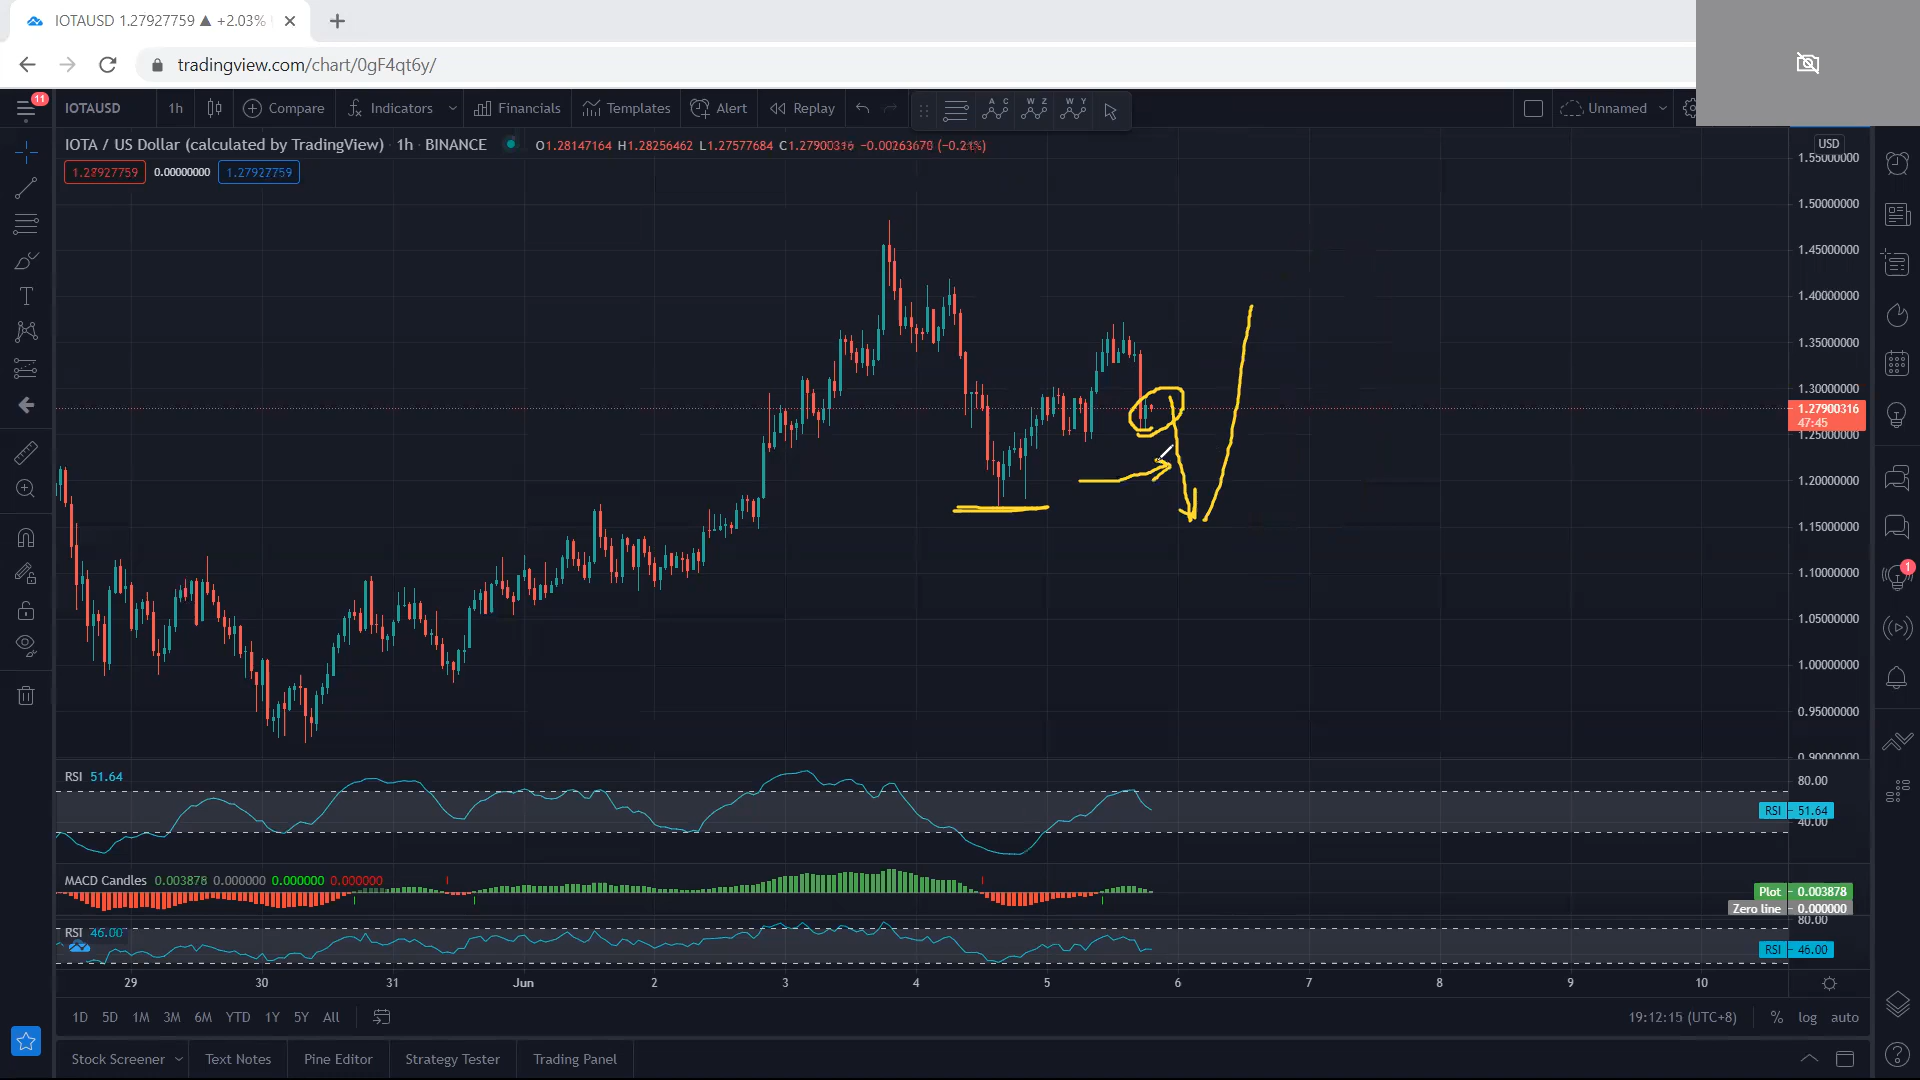 IOTAUSD 1.27927759 ▲ +2.03%
tradingview.com/chart/0gF4qt6y/
11
IOTAUSD 1h Compare Indicators Financials Templates Alert Replay Unnamed
A C W Z W Y
IOTA / US Dollar (calculated by TradingView) · 1h · BINANCE O1.28147164 H1.28256462 L1.27577684 C1.27900316 −0.00263678 (−0.21%)
1.28927759 0.00000000 1.27927759
USD
1.55000000
1.50000000
1.45000000
1.40000000
1.35000000
1.30000000
1.27900316
47:45
1.25000000
1.20000000
1.15000000
1.10000000
1.05000000
1.00000000
0.95000000
0.90000000
1
RSI 51.64
80.00
RSI 51.64
40.00
MACD Candles 0.003878 0.000000 0.000000 0.000000
Plot 0.003878
Zero line 0.000000
80.00
RSI 46.00
RSI 46.00
29 30 31 Jun 2 3 4 5 6 7 8 9 10
1D 5D 1M 3M 6M YTD 1Y 5Y All 19:12:15 (UTC+8) % log auto
Stock Screener Text Notes Pine Editor Strategy Tester Trading Panel